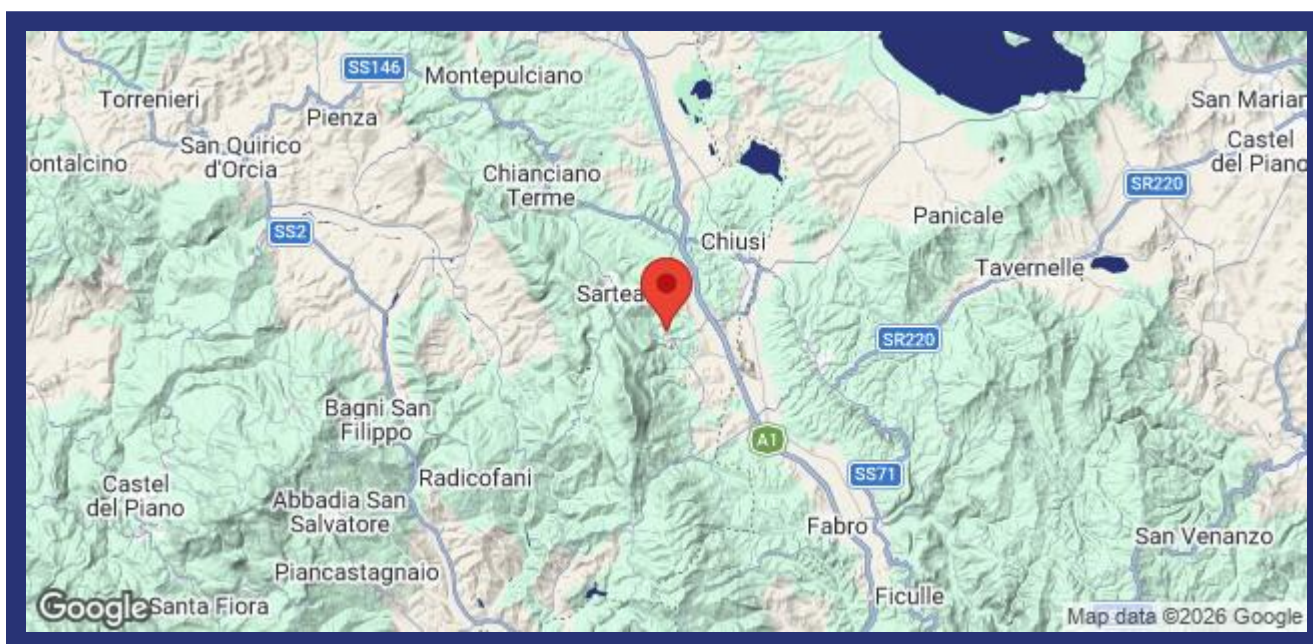 SS146
Montepulciano
Torrenieri
Pienza
San Marian
Castel
del Piano
San Quirico
d'Orcia
ontalcino
Chianciano
Terme
SR220
Panicale
SS2
Chiusi
Tavernelle
Sartea
SR220
Bagni San
Filippo
A1
Radicofani
SS71
Castel
del Piano
Abbadia San
Salvatore
Fabro
San Venanzo
Piancastagnaio
Ficulle
Google
Santa Fiora
Map data ©2026 Google